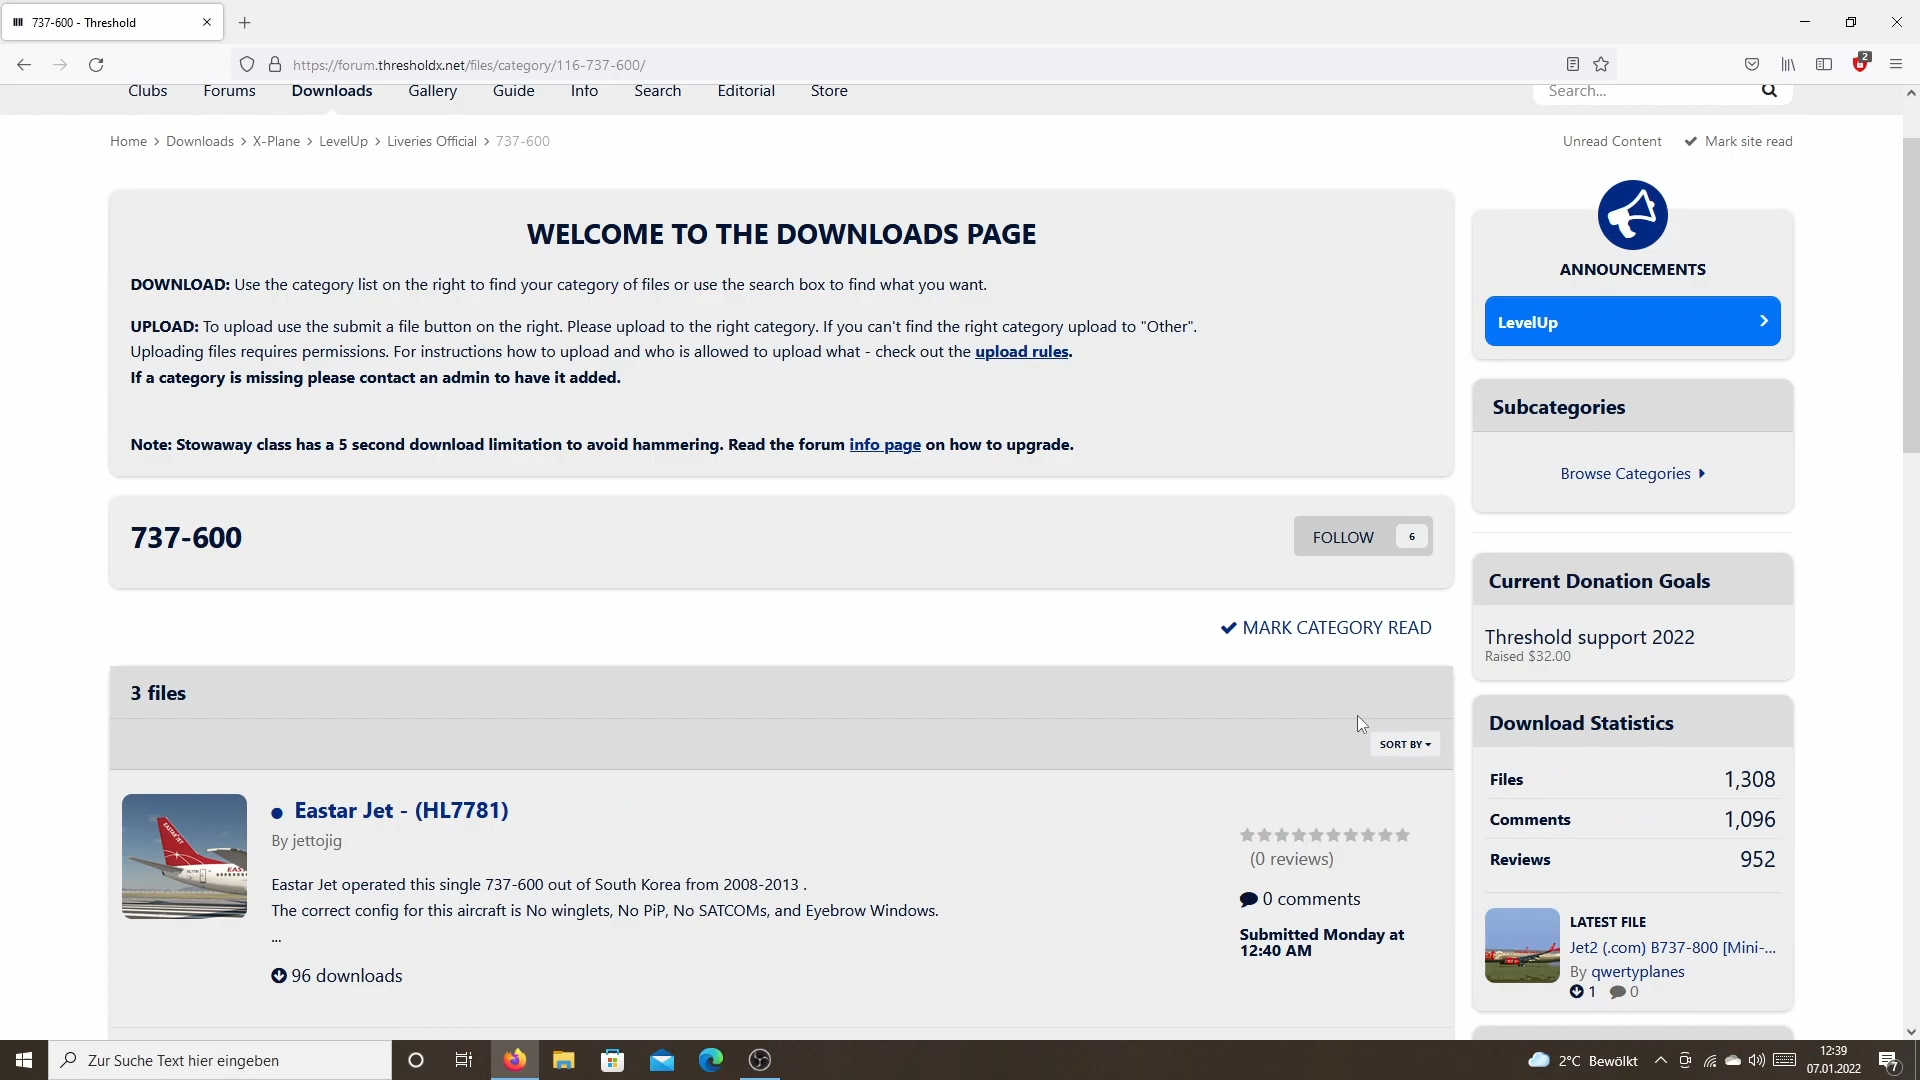 737-600 - Threshold
https://forum.thresholdx.net/files/category/116-737-600/
2
Clubs Forums Downloads Gallery Guide Info Search Editorial Store
Search...
Home > Downloads > X-Plane > LevelUp > Liveries Official > 737-600
Unread Content
Mark site read
WELCOME TO THE DOWNLOADS PAGE
DOWNLOAD: Use the category list on the right to find your category of files or use the search box to find what you want.
UPLOAD: To upload use the submit a file button on the right. Please upload to the right category. If you can't find the right category upload to "Other".
Uploading files requires permissions. For instructions how to upload and who is allowed to upload what - check out the upload rules.
If a category is missing please contact an admin to have it added.
Note: Stowaway class has a 5 second download limitation to avoid hammering. Read the forum info page on how to upgrade.
737-600
FOLLOW 6
MARK CATEGORY READ
3 files
SORT BY
Eastar Jet - (HL7781)
By jettojig
Eastar Jet operated this single 737-600 out of South Korea from 2008-2013 .
The correct config for this aircraft is No winglets, No PiP, No SATCOMs, and Eyebrow Windows.
...
96 downloads
(0 reviews)
0 comments
Submitted Monday at
12:40 AM
ANNOUNCEMENTS
LevelUp
Subcategories
Browse Categories
Current Donation Goals
Threshold support 2022
Raised $32.00
Download Statistics
Files 1,308
Comments 1,096
Reviews 952
LATEST FILE
Jet2 (.com) B737-800 [Mini-...
By qwertyplanes
1 0
Zur Suche Text hier eingeben
2°C Bewölkt
12:39
07.01.2022
7